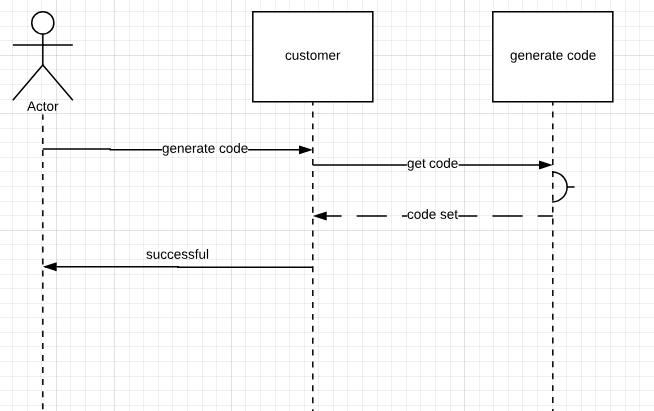 customer
generate code
Actor
generate code
get code
code set
successful